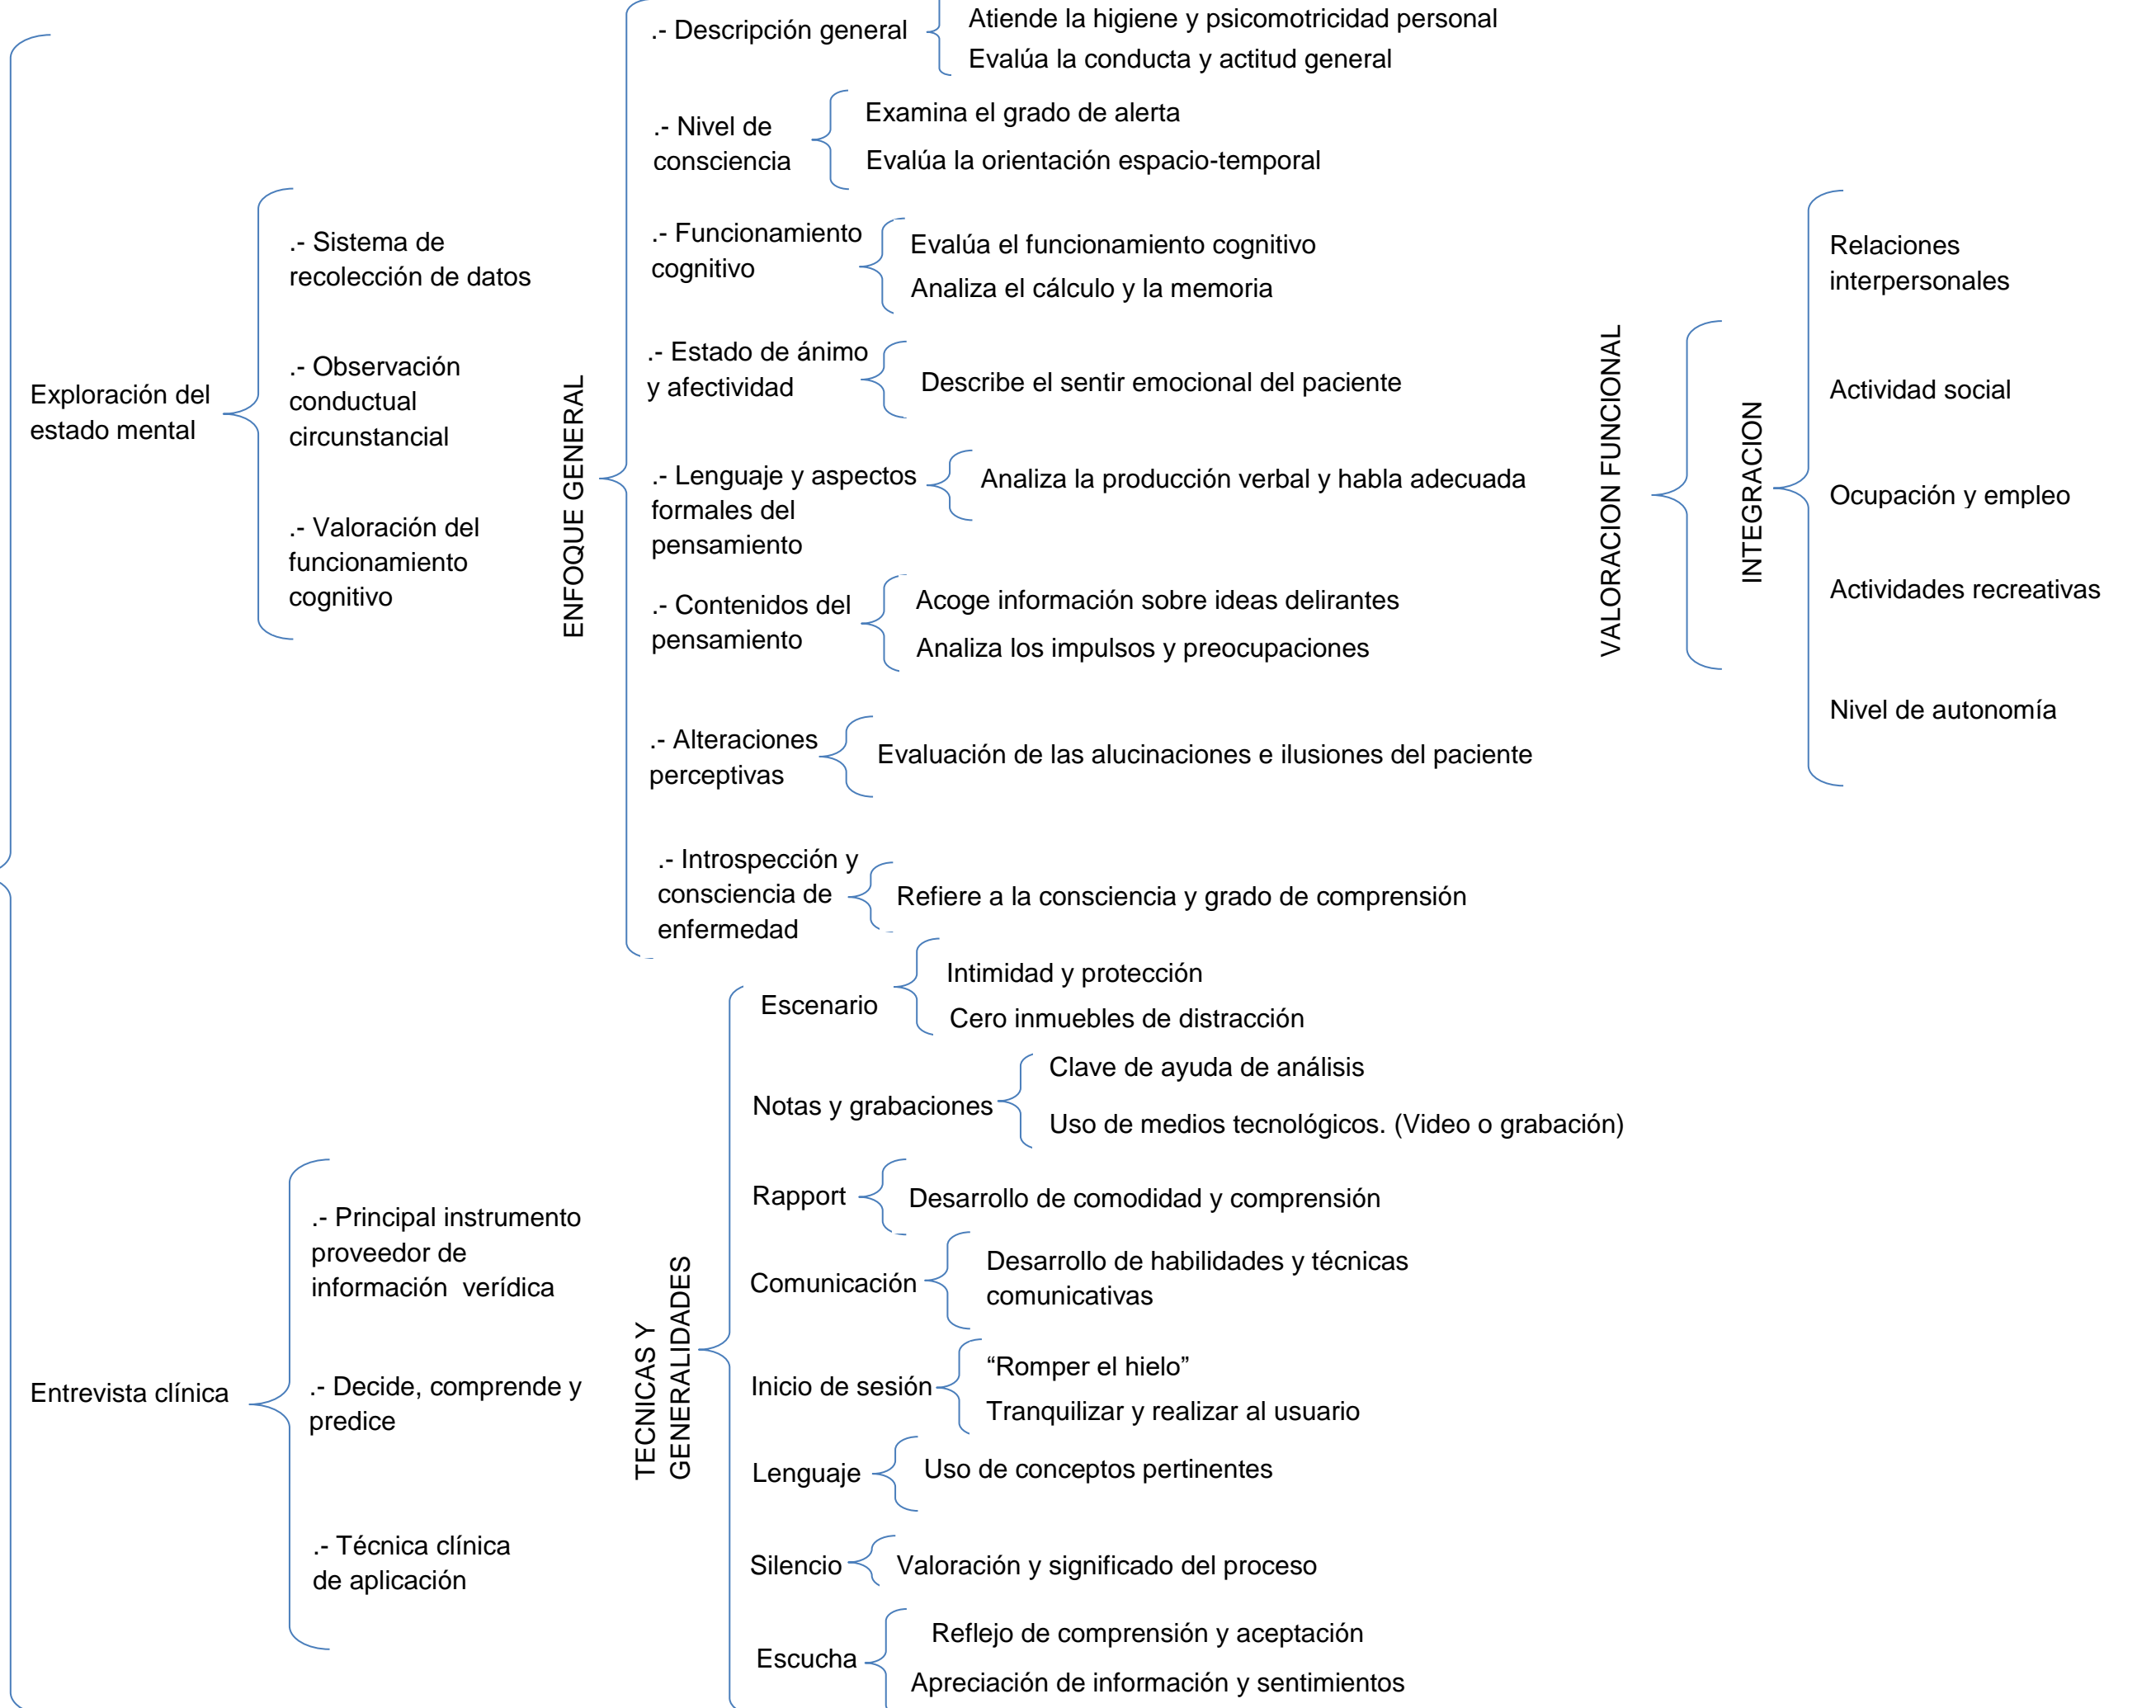 Exploración del
estado mental
.- Sistema de
recolección de datos
.- Observación
conductual
circunstancial
.- Valoración del
funcionamiento
cognitivo
ENFOQUE GENERAL
.- Descripción general
Atiende la higiene y psicomotricidad personal
Evalúa la conducta y actitud general
.- Nivel de
consciencia
Examina el grado de alerta
Evalúa la orientación espacio-temporal
.- Funcionamiento
cognitivo
Evalúa el funcionamiento cognitivo
Analiza el cálculo y la memoria
.- Estado de ánimo
y afectividad
Describe el sentir emocional del paciente
.- Lenguaje y aspectos
formales del
pensamiento
Analiza la producción verbal y habla adecuada
.- Contenidos del
pensamiento
Acoge información sobre ideas delirantes
Analiza los impulsos y preocupaciones
.- Alteraciones
perceptivas
Evaluación de las alucinaciones e ilusiones del paciente
.- Introspección y
consciencia de
enfermedad
Refiere a la consciencia y grado de comprensión
VALORACION FUNCIONAL
INTEGRACION
Relaciones
interpersonales
Actividad social
Ocupación y empleo
Actividades recreativas
Nivel de autonomía
Entrevista clínica
.- Principal instrumento
proveedor de
información  verídica
.- Decide, comprende y
predice
.- Técnica clínica
de aplicación
TECNICAS Y
GENERALIDADES
Escenario
Intimidad y protección
Cero inmuebles de distracción
Notas y grabaciones
Clave de ayuda de análisis
Uso de medios tecnológicos. (Video o grabación)
Rapport
Desarrollo de comodidad y comprensión
Comunicación
Desarrollo de habilidades y técnicas
comunicativas
Inicio de sesión
“Romper el hielo”
Tranquilizar y realizar al usuario
Lenguaje
Uso de conceptos pertinentes
Silencio
Valoración y significado del proceso
Escucha
Reflejo de comprensión y aceptación
Apreciación de información y sentimientos